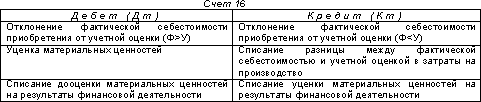 Счет 16
Дебет (Дт)
Кредит (Кт)
Отклонение фактической себестоимости
приобретения от учетной оценки (Ф>У)
Отклонение фактической себестоимости
приобретения от учетной оценки (Ф<У)
Уценка материальных ценностей
Списание разницы между фактической
себестоимостью и учетной оценкой в затраты на
производство
Списание дооценки материальных ценностей
на результаты финансовой деятельности
Списание уценки материальных ценностей на
результаты финансовой деятельности